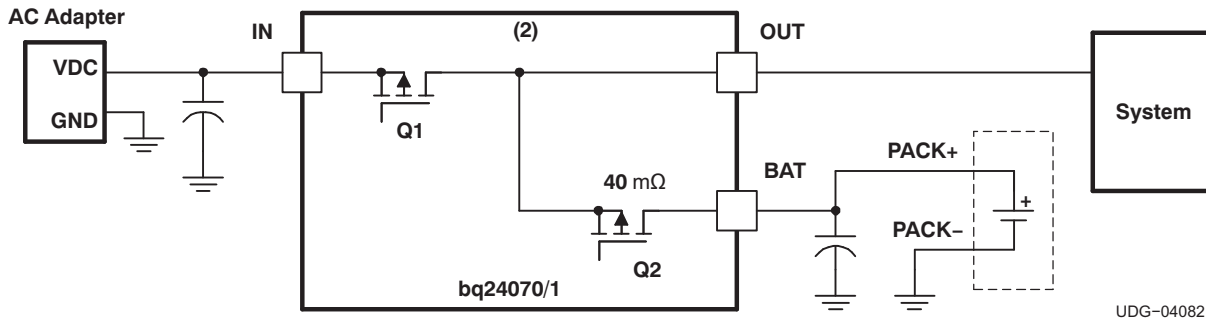 AC Adapter
VDC
GND
IN
(2)
OUT
Q1
40 mΩ
Q2
BAT
bq24070/1
PACK+
PACK−
+
System
UDG−04082